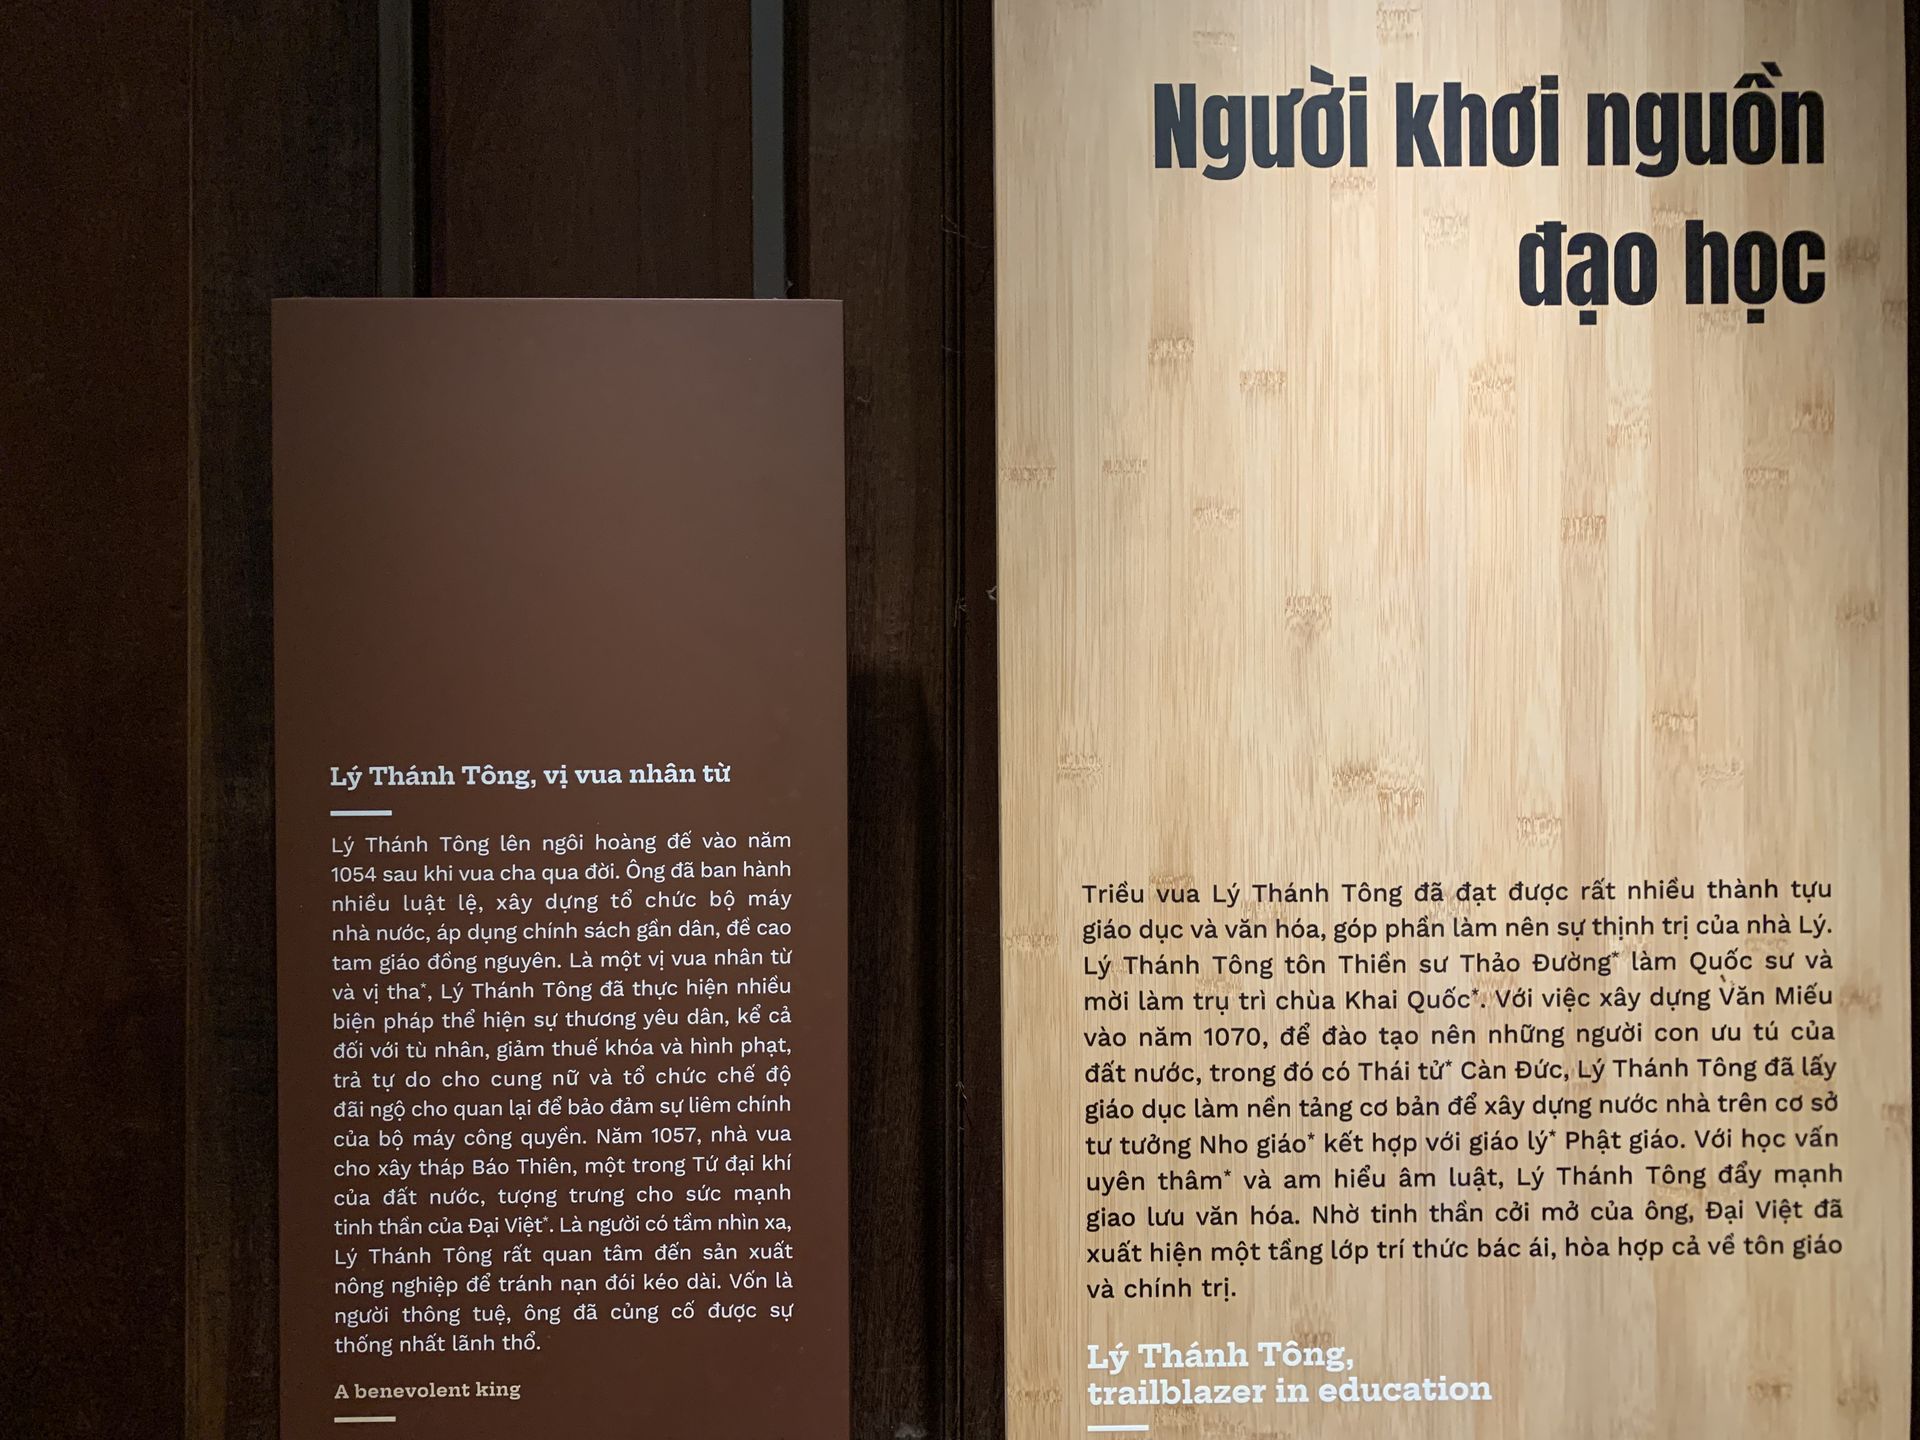 Lý Thánh Tông, vị vua nhân từ
Lý Thánh Tông lên ngôi hoàng đế vào năm
1054 sau khi vua cha qua đời. Ông đã ban hành
nhiều luật lệ, xây dựng tổ chức bộ máy
nhà nước, áp dụng chính sách gần dân, đề cao
tam giáo đồng nguyên. Là một vị vua nhân từ
và vị tha*, Lý Thánh Tông đã thực hiện nhiều
biện pháp thể hiện sự thương yêu dân, kể cả
đối với tù nhân, giảm thuế khóa và hình phạt,
trả tự do cho cung nữ và tổ chức chế độ
đãi ngộ cho quan lại để bảo đảm sự liêm chính
của bộ máy công quyền. Năm 1057, nhà vua
cho xây tháp Báo Thiên, một trong Tứ đại khí
của đất nước, tượng trưng cho sức mạnh
tinh thần của Đại Việt*. Là người có tầm nhìn xa,
Lý Thánh Tông rất quan tâm đến sản xuất
nông nghiệp để tránh nạn đói kéo dài. Vốn là
người thông tuệ, ông đã củng cố được sự
thống nhất lãnh thổ.
A benevolent king
Người khơi nguồn
đạo học
Triều vua Lý Thánh Tông đã đạt được rất nhiều thành tựu
giáo dục và văn hóa, góp phần làm nên sự thịnh trị của nhà Lý.
Lý Thánh Tông tôn Thiền sư Thảo Đường* làm Quốc sư và
mời làm trụ trì chùa Khai Quốc*. Với việc xây dựng Văn Miếu
vào năm 1070, để đào tạo nên những người con ưu tú của
đất nước, trong đó có Thái tử* Càn Đức, Lý Thánh Tông đã lấy
giáo dục làm nền tảng cơ bản để xây dựng nước nhà trên cơ sở
tư tưởng Nho giáo* kết hợp với giáo lý* Phật giáo. Với học vấn
uyên thâm* và am hiểu âm luật, Lý Thánh Tông đẩy mạnh
giao lưu văn hóa. Nhờ tinh thần cởi mở của ông, Đại Việt đã
xuất hiện một tầng lớp trí thức bác ái, hòa hợp cả về tôn giáo
và chính trị.
Lý Thánh Tông,
trailblazer in education